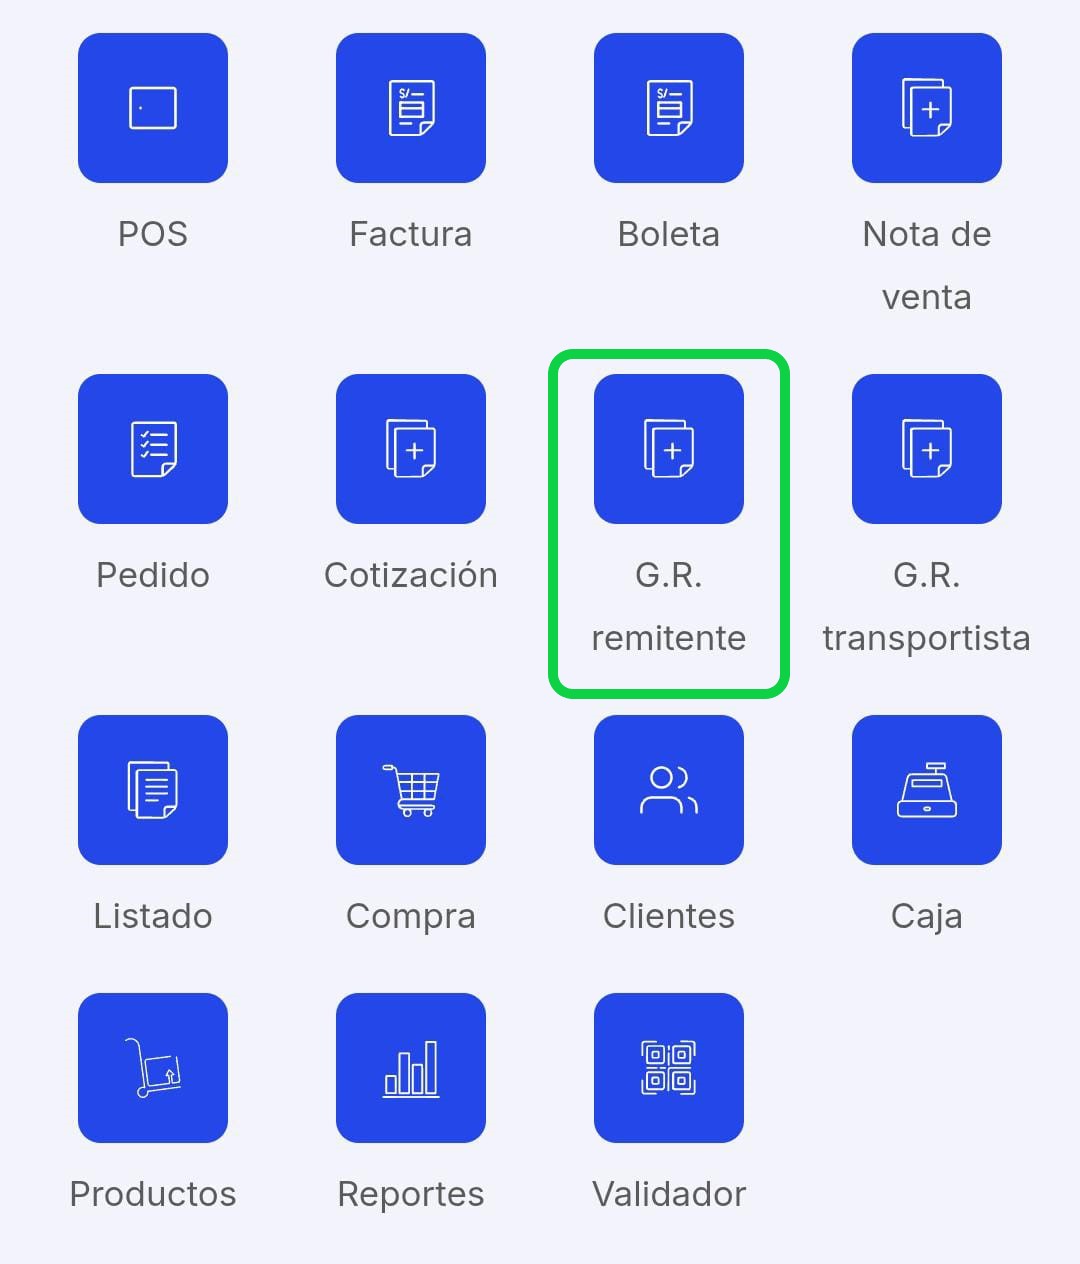 POS
Factura
Boleta
Nota de
venta
Pedido
Cotización
G.R.
remitente
G.R.
transportista
Listado
Compra
Clientes
Caja
Productos
Reportes
Validador